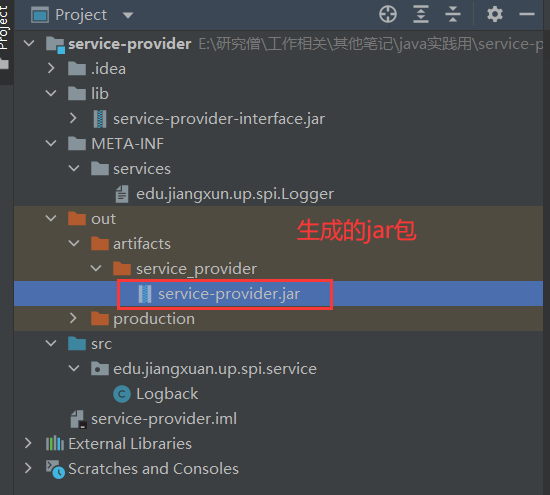 Project
Project
service-provider E:\研究僧\工作相关\其他笔记\java实践用\service-p
.idea
lib
service-provider-interface.jar
META-INF
services
edu.jiangxun.up.spi.Logger
out
生成的jar包
artifacts
service_provider
service-provider.jar
production
src
edu.jiangxuan.up.spi.service
C Logback
service-provider.iml
External Libraries
Scratches and Consoles